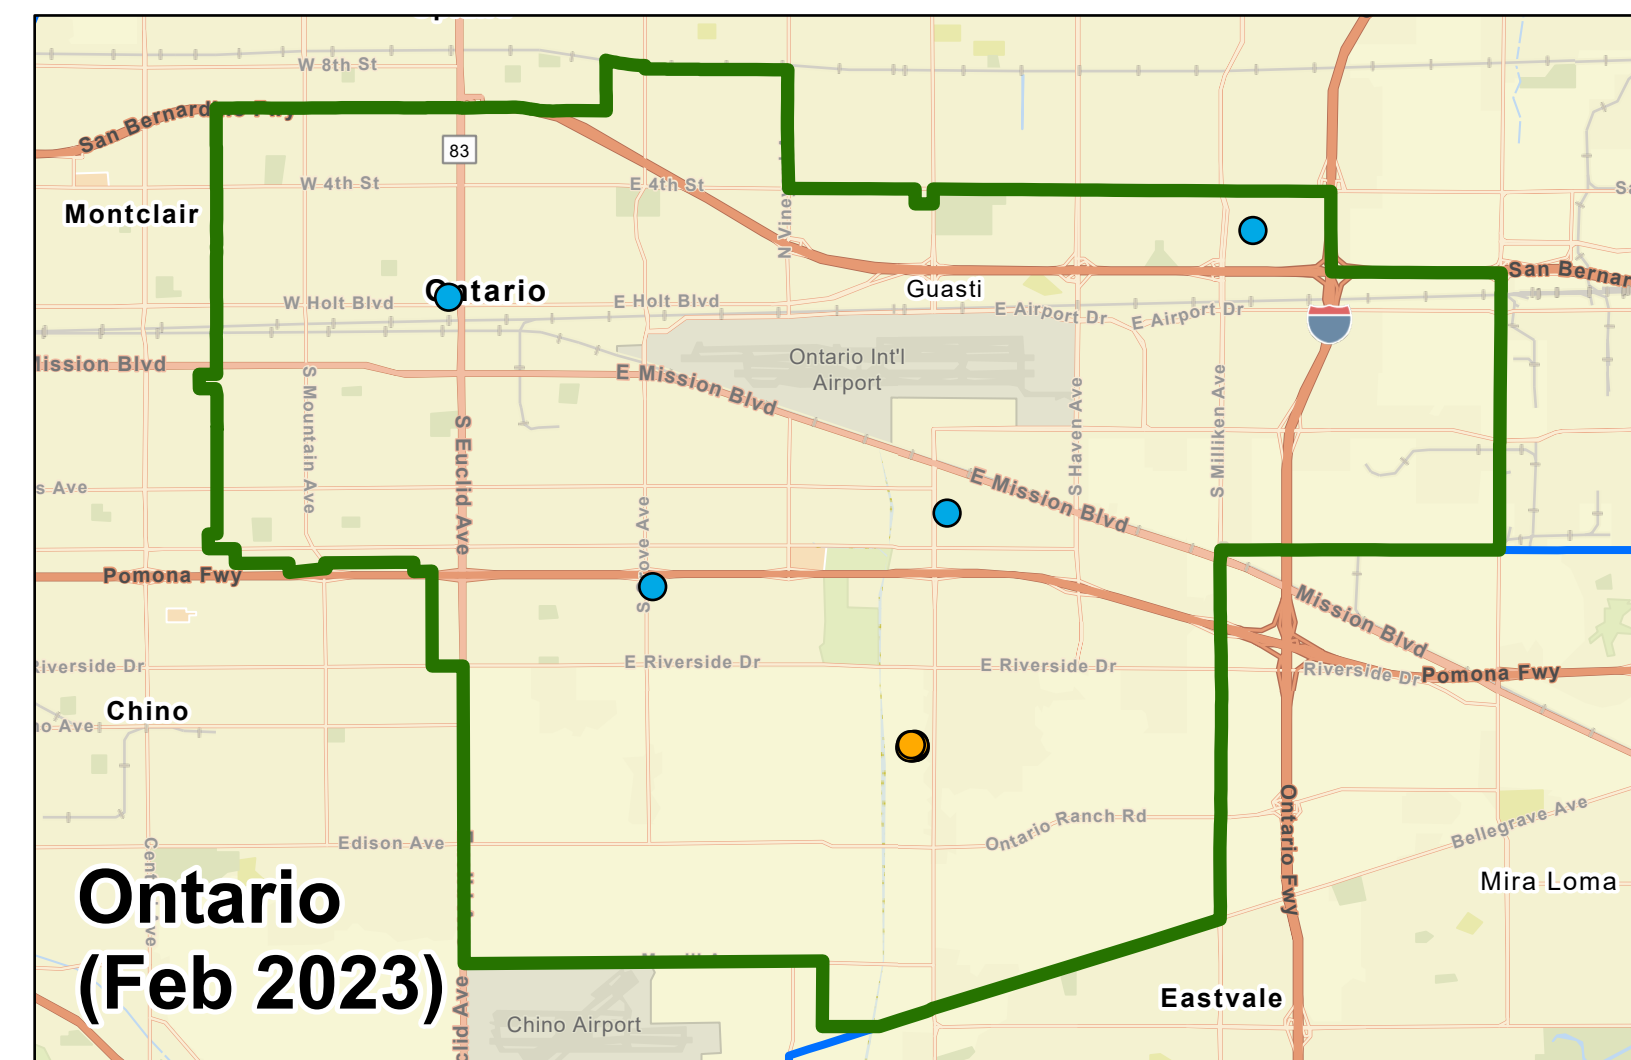 W 8th St
San Bernardino Fwy
83
W 4th St
E 4th St
Montclair
Ontario
Guasti
San Bernar
W Holt Blvd
E Holt Blvd
E Airport Dr
E Airport Dr
Mission Blvd
Ontario Int'l
Airport
E Mission Blvd
S Mountain Ave
S Euclid Ave
S Haven Ave
S Milliken Ave
s Ave
E Mission Blvd
S Grove Ave
Pomona Fwy
Mission Blvd
Riverside Dr
E Riverside Dr
E Riverside Dr
Riverside Dr
Pomona Fwy
Chino
no Ave
Ontario Fwy
Ontario Ranch Rd
Edison Ave
Bellegrave Ave
Mira Loma
Ontario
(Feb 2023)
Eastvale
Chino Airport
clid Ave